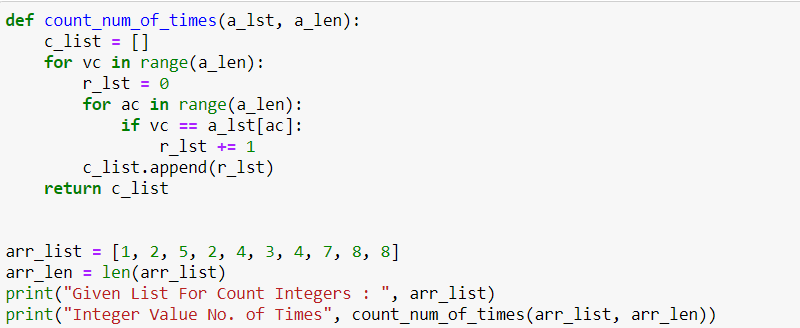 def count_num_of_times(a_lst, a_len):
    c_list = []
    for vc in range(a_len):
        r_lst = 0
        for ac in range(a_len):
            if vc == a_lst[ac]:
                r_lst += 1
        c_list.append(r_lst)
    return c_list
arr_list = [1, 2, 5, 2, 4, 3, 4, 7, 8, 8]
arr_len = len(arr_list)
print("Given List For Count Integers : ", arr_list)
print("Integer Value No. of Times", count_num_of_times(arr_list, arr_len))